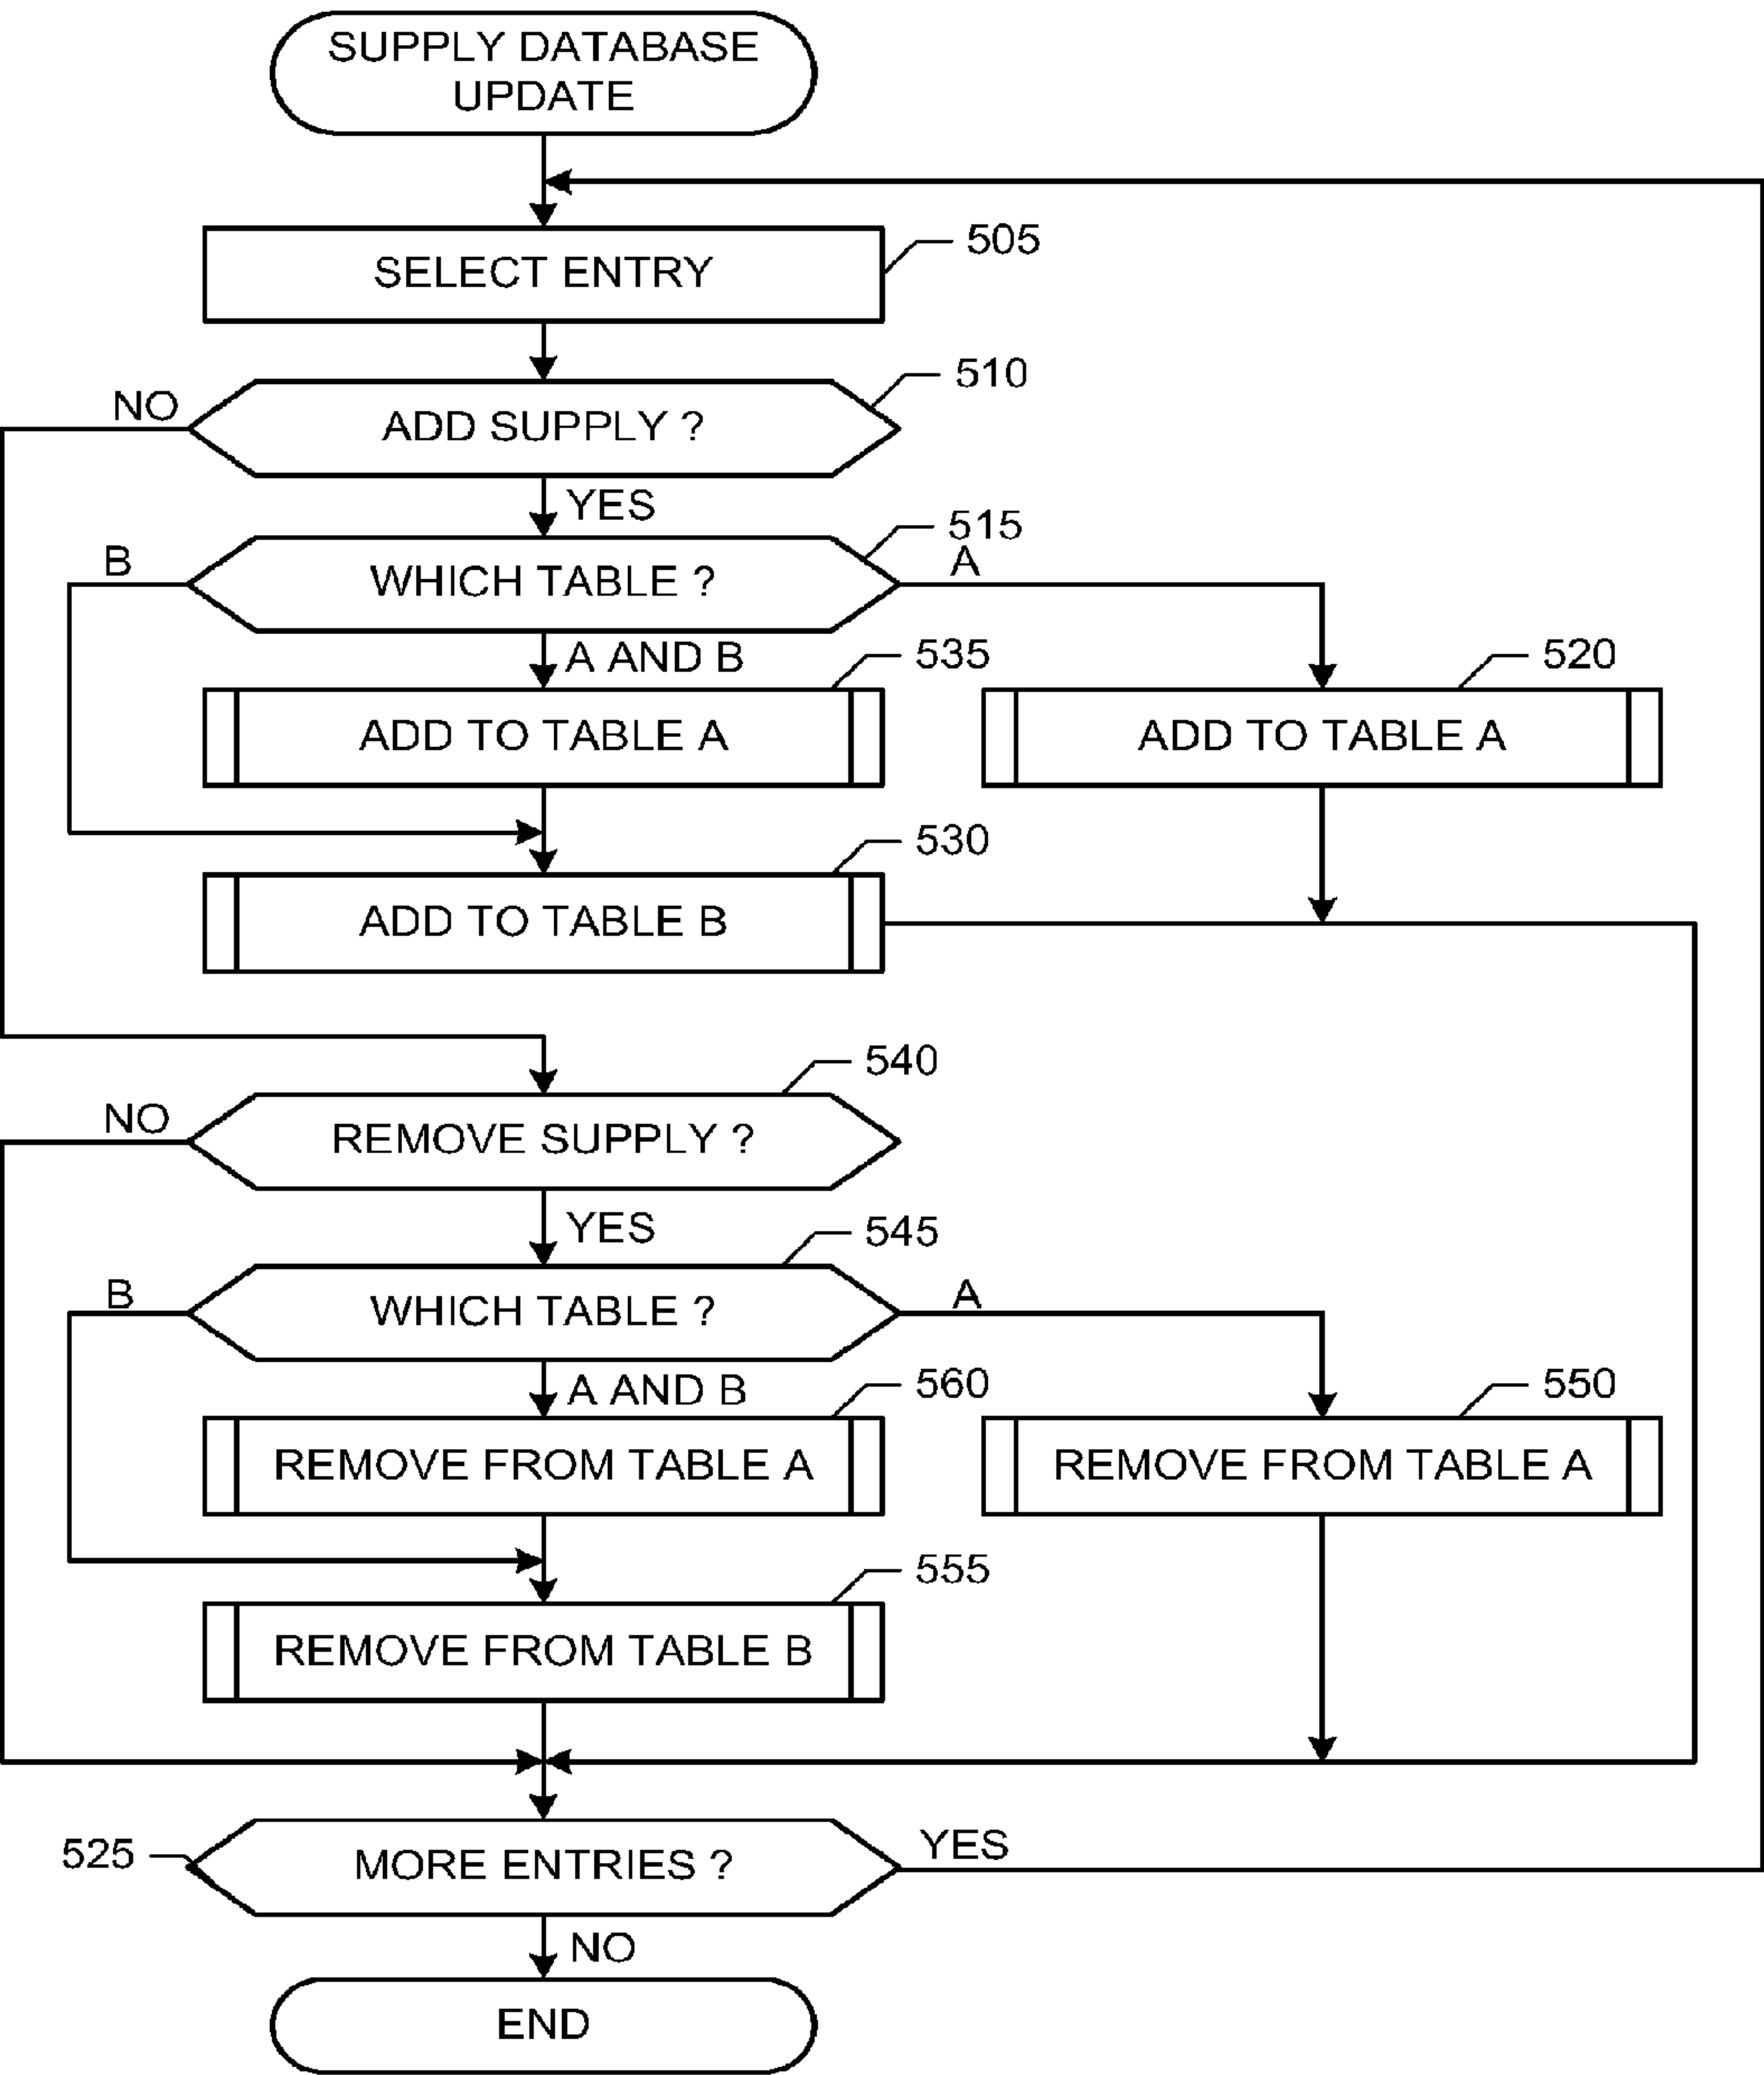 SUPPLY DATABASE
UPDATE
505
SELECT ENTRY
510
NO
ADD SUPPLY ?
YES
515
B
A
WHICH TABLE ?
A AND B
535
520
ADD TO TABLE A
ADD TO TABLE A
530
ADD TO TABLE B
540
NO
REMOVE SUPPLY ?
YES
545
B
A
WHICH TABLE ?
A AND B
560
550
REMOVE FROM TABLE A
REMOVE FROM TABLE A
555
REMOVE FROM TABLE B
525
MORE ENTRIES ?
YES
NO
END